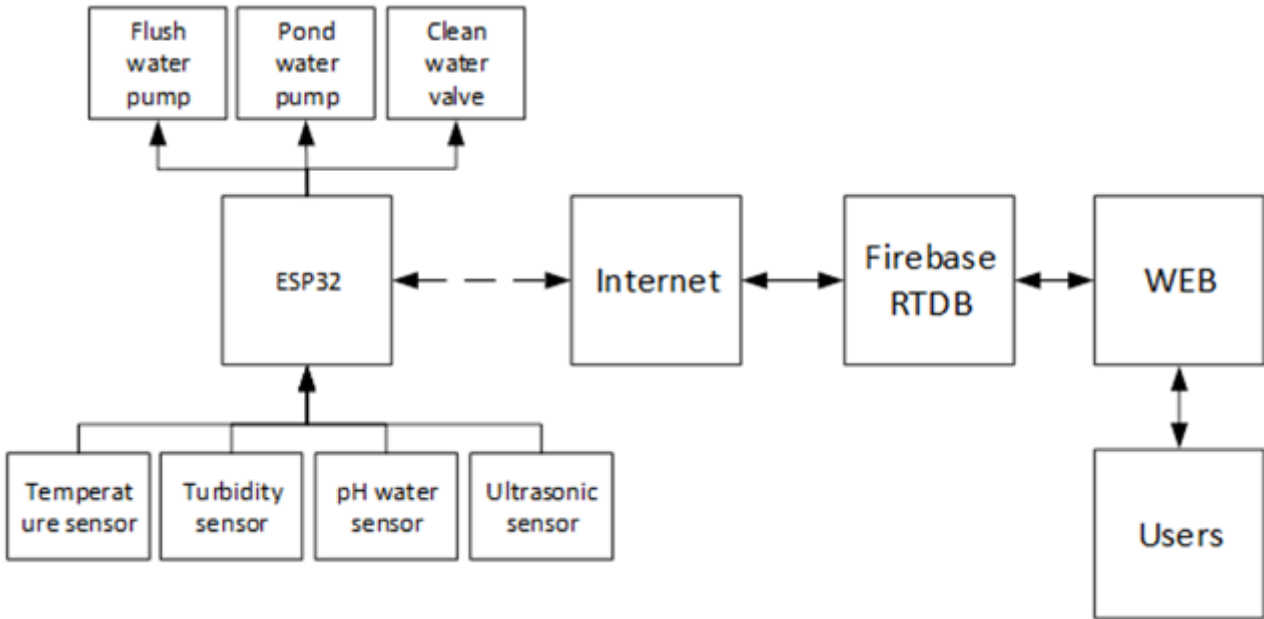 Flush
water
pump
Pond
water
pump
Clean
water
valve
ESP32
Internet
Firebase
RTDB
WEB
Temperat
ure sensor
Turbidity
sensor
pH water
sensor
Ultrasonic
sensor
Users